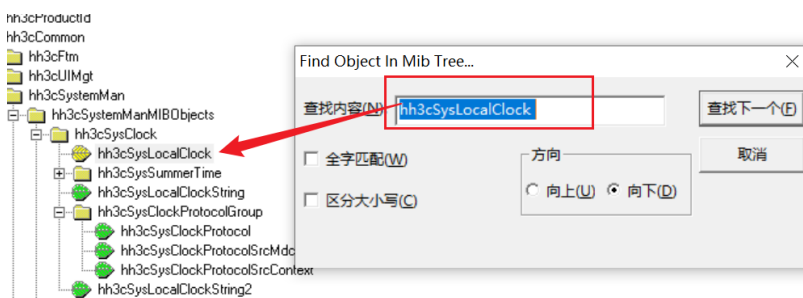 hh3cProductId
hh3cCommon
hh3cFtm
hh3cUIMgt
hh3cSystemMan
hh3cSystemManMIBObjects
hh3cSysClock
hh3cSysLocalClock
hh3cSysSummerTime
hh3cSysLocalClockString
hh3cSysClockProtocolGroup
hh3cSysClockProtocol
hh3cSysClockProtocolSrcMdc
hh3cSysClockProtocolSrcContext
hh3cSysLocalClockString2
Find Object In Mib Tree...
查找内容(N)
hh3cSysLocalClock
查找下一个(F)
全字匹配(W)
方向
取消
向上(U)
向下(D)
区分大小写(C)